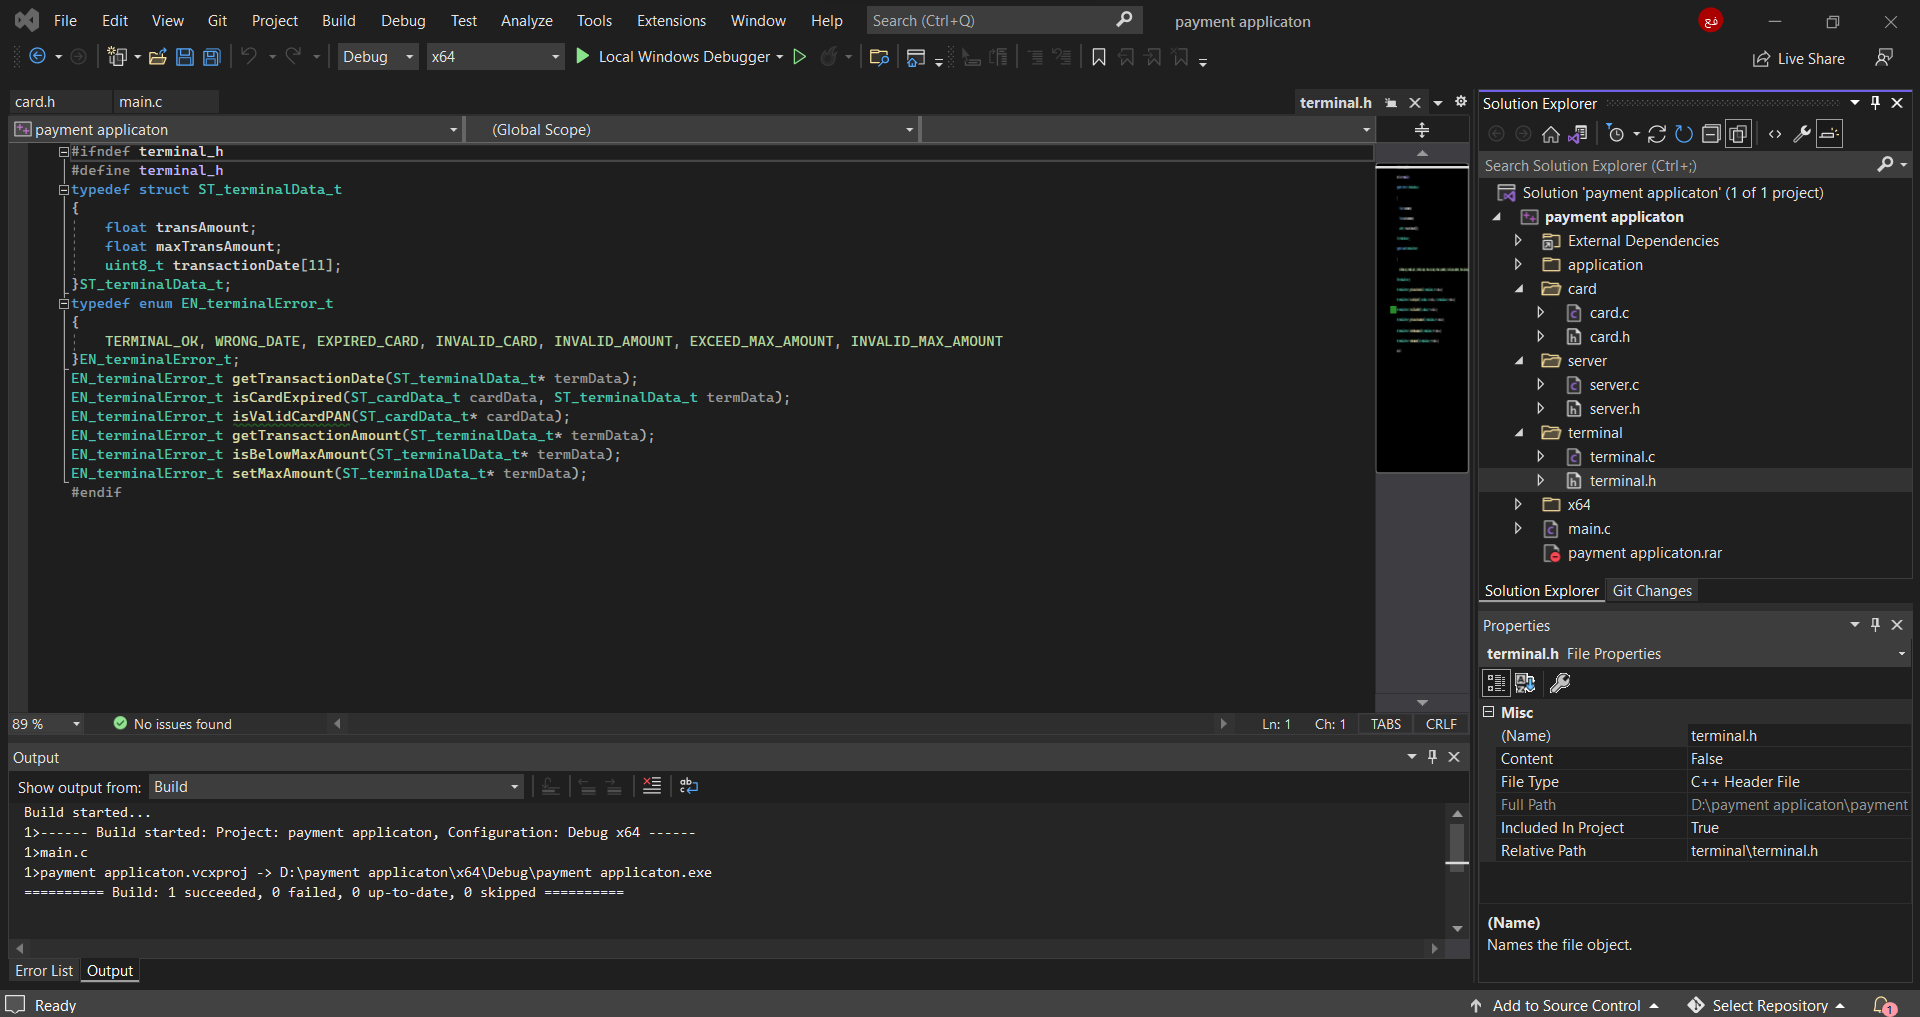 File Edit View Git Project Build Debug Test Analyze Tools Extensions Window Help Search (Ctrl+Q) payment applicaton فع
Debug x64 Local Windows Debugger Live Share
card.h main.c terminal.h
payment applicaton (Global Scope)
#ifndef terminal_h
#define terminal_h
typedef struct ST_terminalData_t
{
float transAmount;
float maxTransAmount;
uint8_t transactionDate[11];
}ST_terminalData_t;
typedef enum EN_terminalError_t
{
TERMINAL_OK, WRONG_DATE, EXPIRED_CARD, INVALID_CARD, INVALID_AMOUNT, EXCEED_MAX_AMOUNT, INVALID_MAX_AMOUNT
}EN_terminalError_t;
EN_terminalError_t getTransactionDate(ST_terminalData_t* termData);
EN_terminalError_t isCardExpired(ST_cardData_t cardData, ST_terminalData_t termData);
EN_terminalError_t isValidCardPAN(ST_cardData_t* cardData);
EN_terminalError_t getTransactionAmount(ST_terminalData_t* termData);
EN_terminalError_t isBelowMaxAmount(ST_terminalData_t* termData);
EN_terminalError_t setMaxAmount(ST_terminalData_t* termData);
#endif
89 % No issues found Ln: 1 Ch: 1 TABS CRLF
Output
Show output from: Build
Build started...
1>------ Build started: Project: payment applicaton, Configuration: Debug x64 ------
1>main.c
1>payment applicaton.vcxproj -> D:\payment applicaton\x64\Debug\payment applicaton.exe
========== Build: 1 succeeded, 0 failed, 0 up-to-date, 0 skipped ==========
Error List Output
Solution Explorer
Search Solution Explorer (Ctrl+;)
Solution 'payment applicaton' (1 of 1 project)
payment applicaton
External Dependencies
application
card
card.c
card.h
server
server.c
server.h
terminal
terminal.c
terminal.h
x64
main.c
payment applicaton.rar
Solution Explorer Git Changes
Properties
terminal.h File Properties
Misc
(Name) terminal.h
Content False
File Type C++ Header File
Full Path D:\payment applicaton\payment
Included In Project True
Relative Path terminal\terminal.h
(Name)
Names the file object.
Ready Add to Source Control Select Repository 1